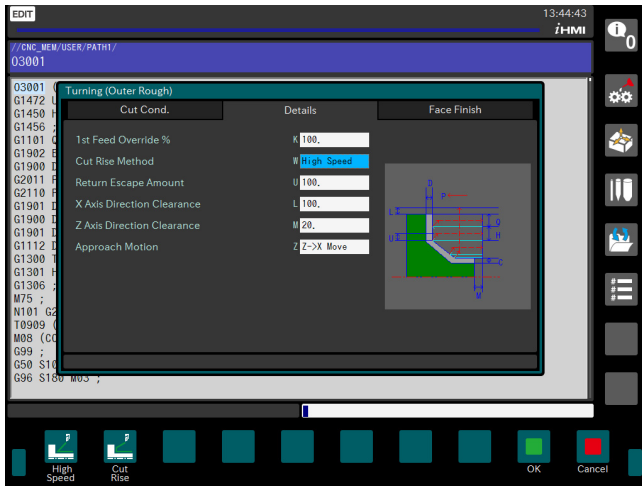 EDIT
13:44:43
iHMI
//CNC_MEM/USER/PATH1/
O3001
0
O3001 (
Turning (Outer Rough)
G1472 U
Cut Cond.
Details
Face Finish
G1450 H
G1456 ;
G1101 Q
1st Feed Override % K 100.
G1902 B
Cut Rise Method W High Speed
G1900 D
G2011 F
Return Escape Amount U 100.
G2110 F
X Axis Direction Clearance L 100.
G1901 D
G1900 D
Z Axis Direction Clearance M 20.
G1901 D
G1112 D
Approach Motion Z Z->X Move
G1300 T
G1301 H
G1306 ;
M75 ;
N101 G2
T0909 (
M08 (CO
G99 ;
G50 S10
G96 S180 M03 ;
D
P
L
Q
U
H
C
M
High Speed
Cut Rise
OK
Cancel